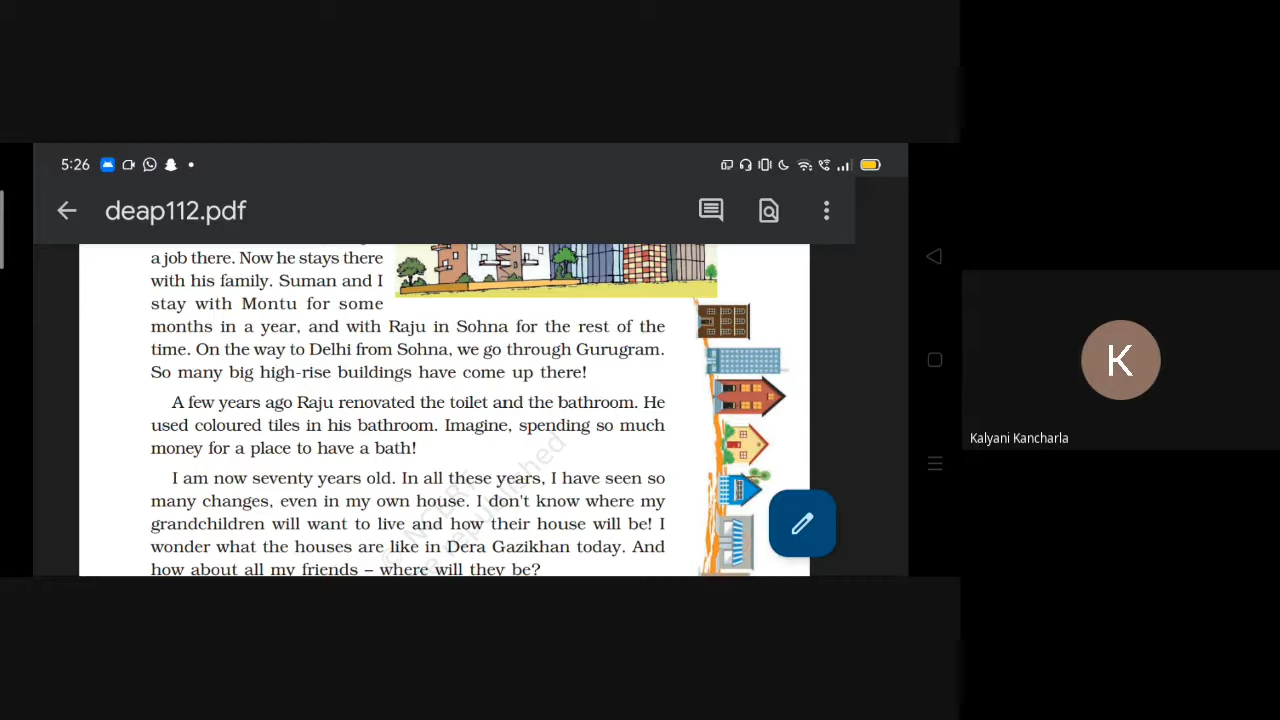 5:26
deap112.pdf
a job there. Now he stays there
with his family. Suman and I
stay with Montu for some
months in a year, and with Raju in Sohna for the rest of the
time. On the way to Delhi from Sohna, we go through Gurugram.
So many big high-rise buildings have come up there!
A few years ago Raju renovated the toilet and the bathroom. He
used coloured tiles in his bathroom. Imagine, spending so much
money for a place to have a bath!
I am now seventy years old. In all these years, I have seen so
many changes, even in my own house. I don't know where my
grandchildren will want to live and how their house will be! I
wonder what the houses are like in Dera Gazikhan today. And
how about all my friends – where will they be?
K
Kalyani Kancharla